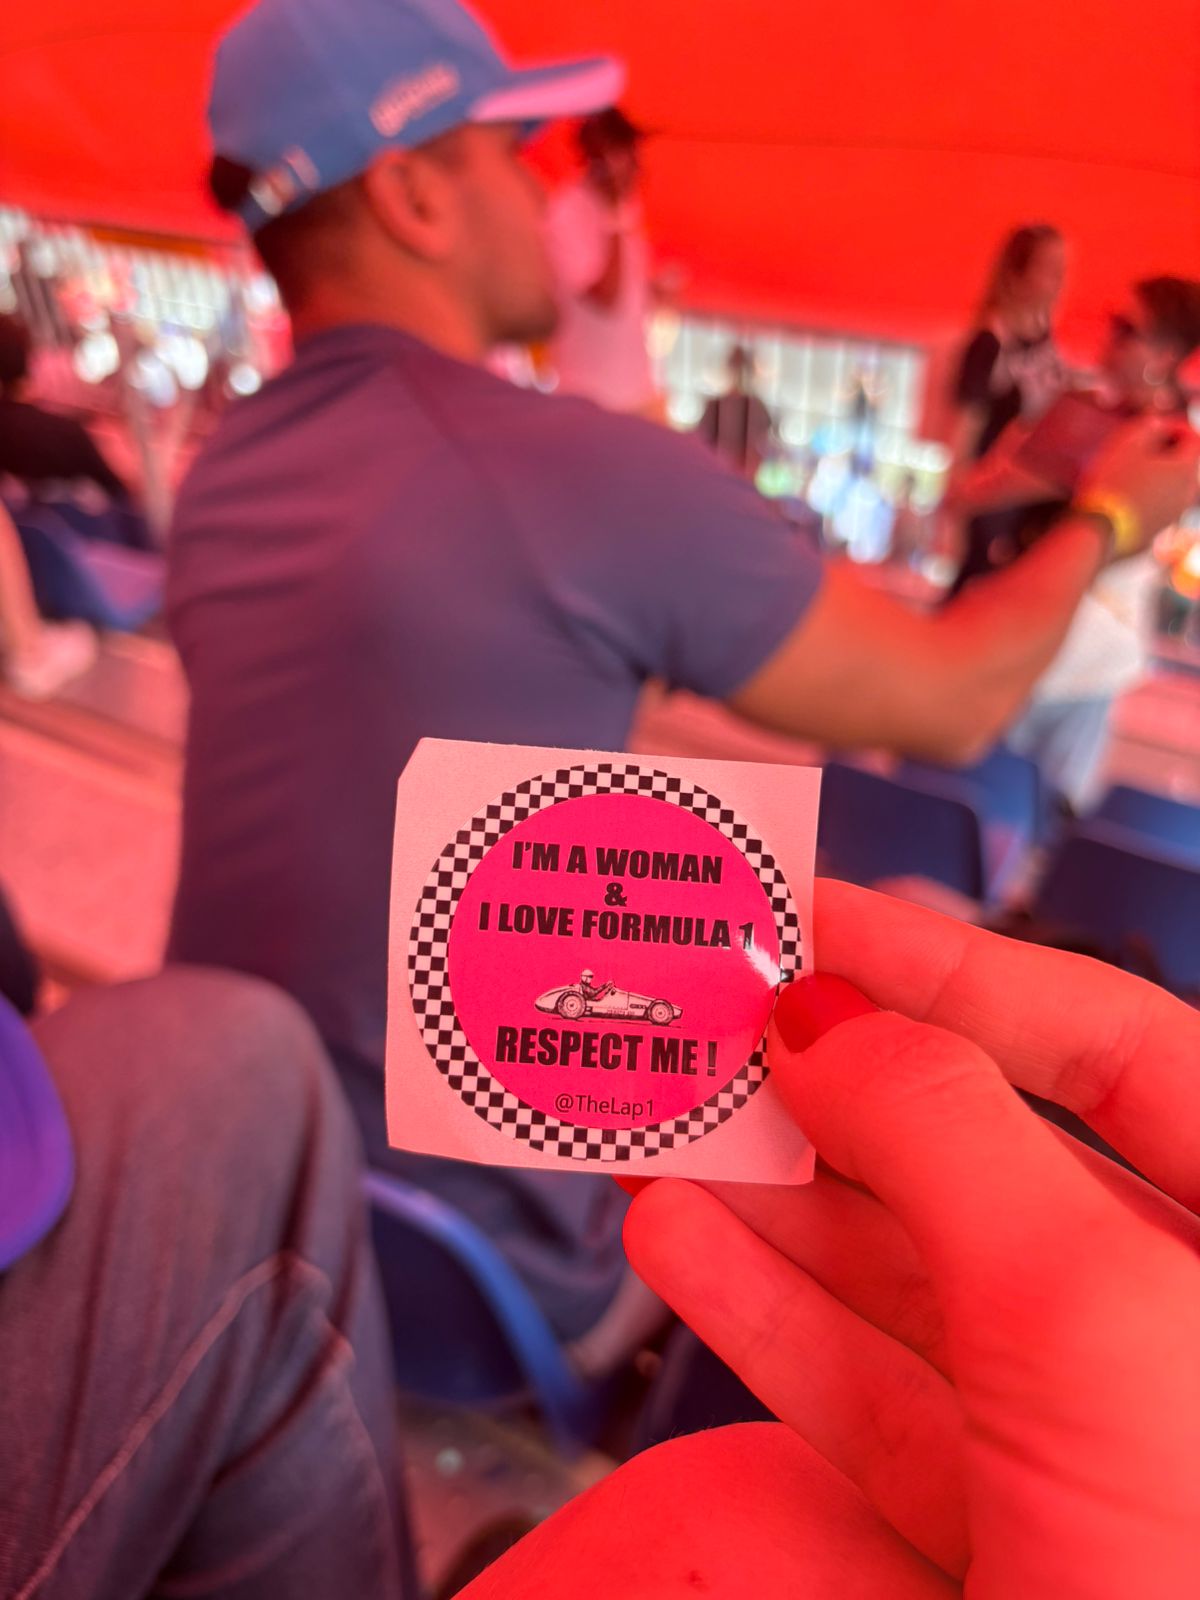 I'M A WOMAN
&
I LOVE FORMULA 1
RESPECT ME !
@TheLap1